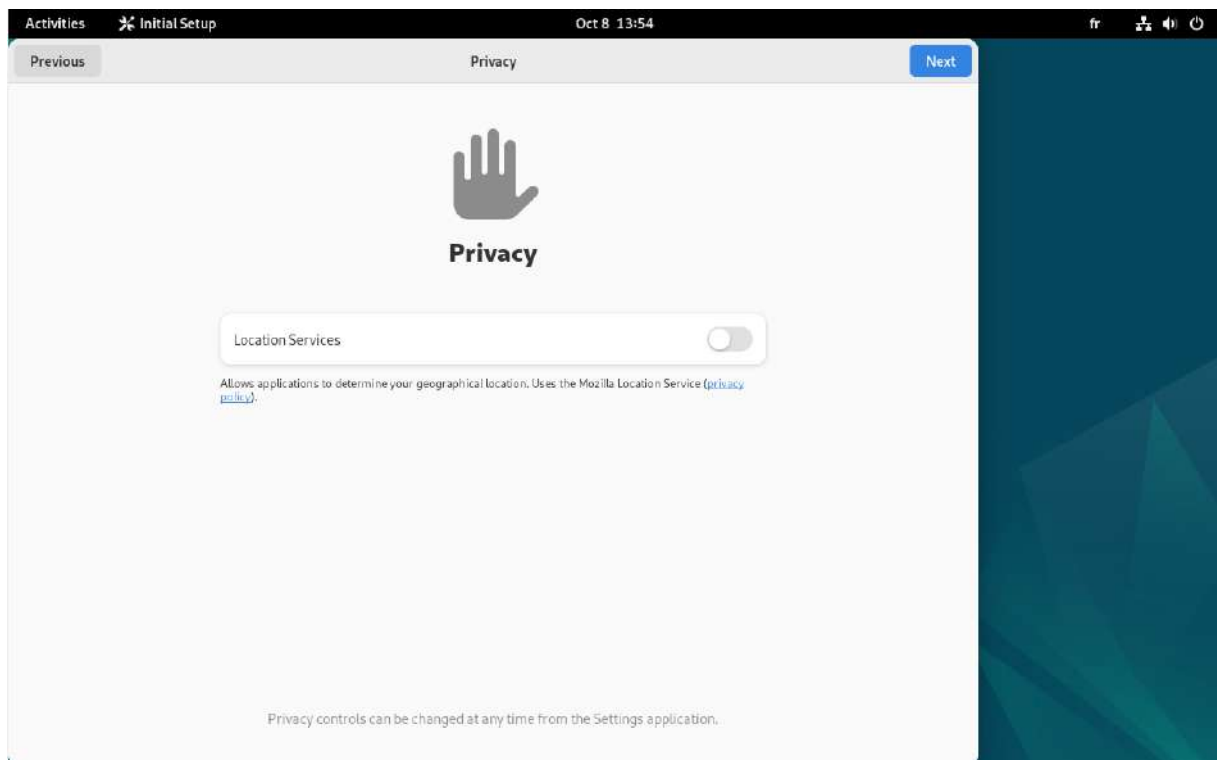 Activities Initial Setup Oct 8 13:54 fr
Previous Privacy Next
Privacy
Location Services
Allows applications to determine your geographical location. Uses the Mozilla Location Service (privacy
policy).
Privacy controls can be changed at any time from the Settings application.